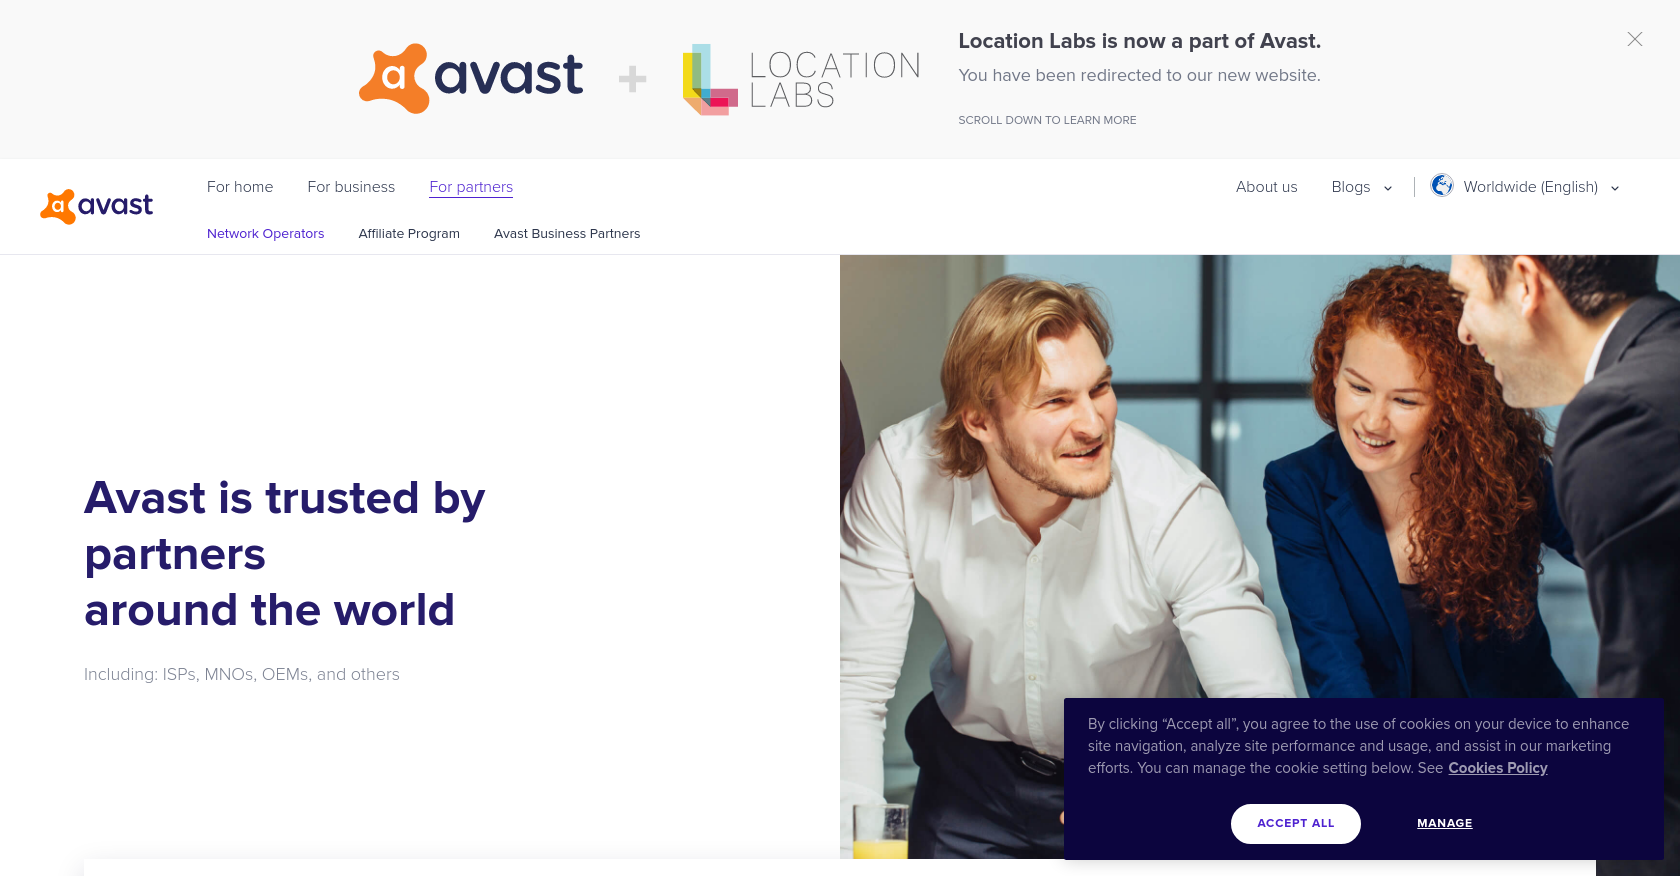 avast
LOCATION
LABS
Location Labs is now a part of Avast.
You have been redirected to our new website.
SCROLL DOWN TO LEARN MORE
avast
For home
For business
For partners
About us
Blogs
Worldwide (English)
Network Operators
Affiliate Program
Avast Business Partners
Avast is trusted by
partners
around the world
Including: ISPs, MNOs, OEMs, and others
By clicking “Accept all”, you agree to the use of cookies on your device to enhance
site navigation, analyze site performance and usage, and assist in our marketing
efforts. You can manage the cookie setting below. See Cookies Policy
ACCEPT ALL
MANAGE